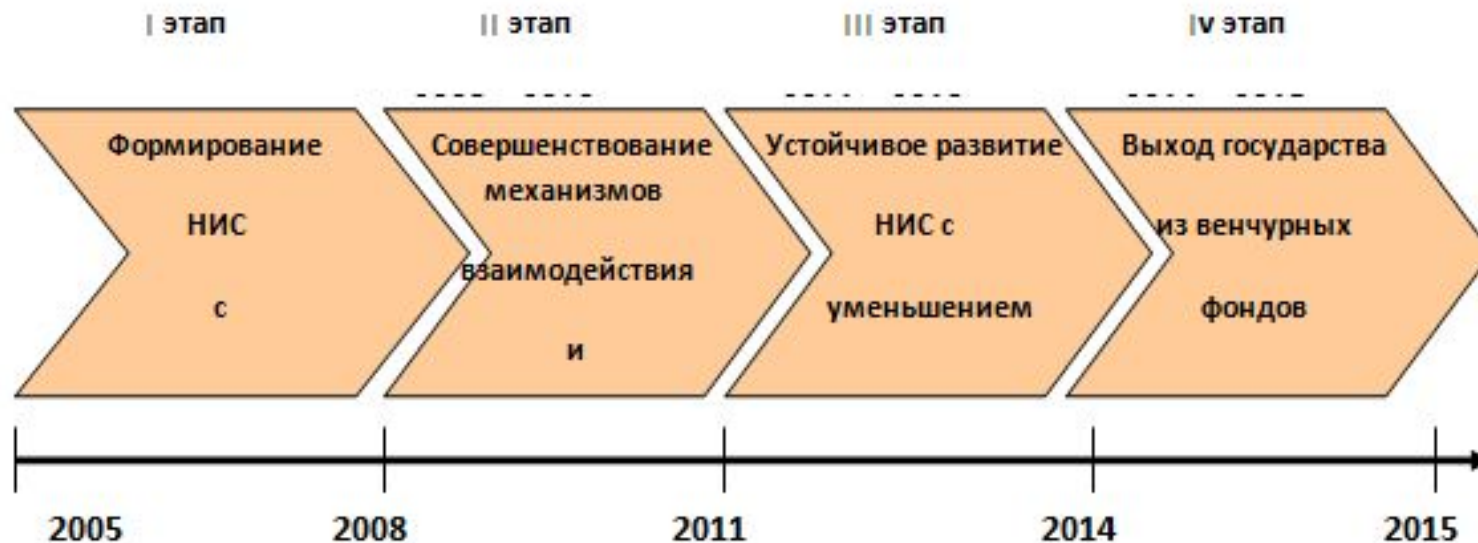 I этап
II этап
III этап
Iv этап
Формирование
НИС
с
Совершенствование
механизмов
взаимодействия
и
Устойчивое развитие
НИС с
уменьшением
Выход государства
из венчурных
фондов
2005
2008
2011
2014
2015